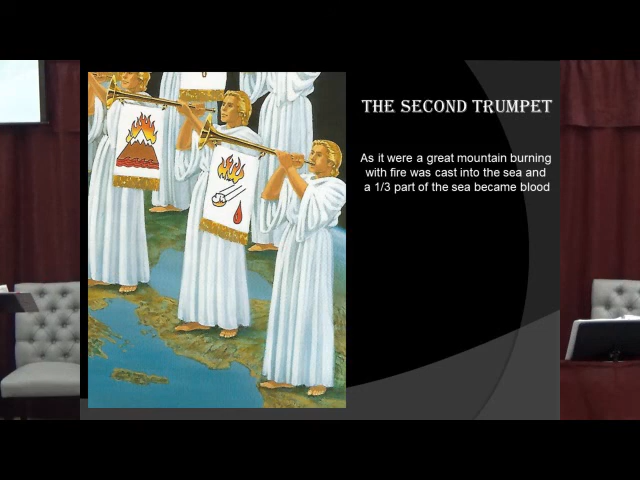 THE SECOND TRUMPET
As it were a great mountain burning
with fire was cast into the sea and
a 1/3 part of the sea became blood